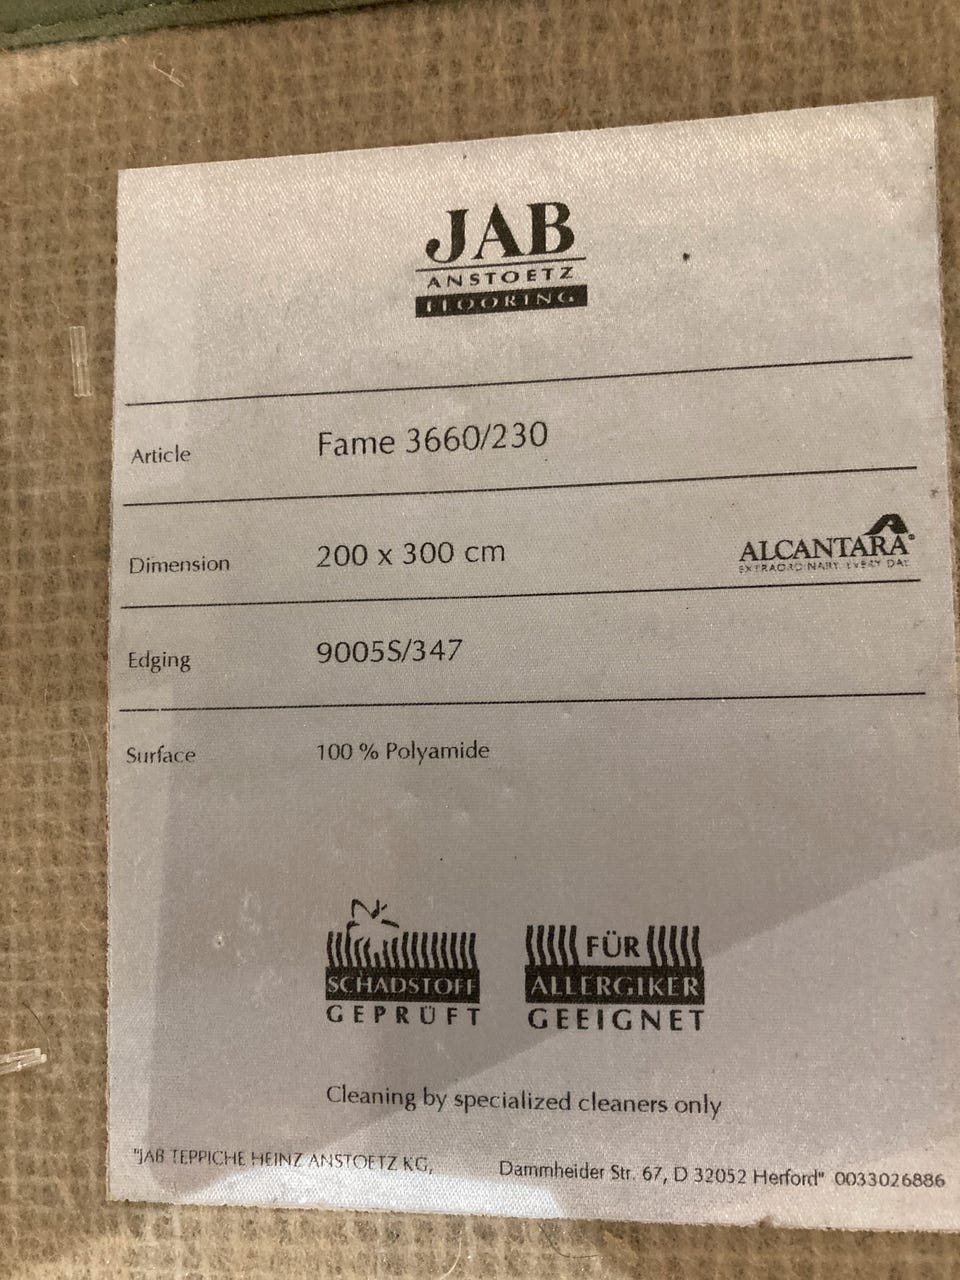 JAB
ANSTOETZ
FLOORING
Article Fame 3660/230
Dimension 200 x 300 cm
ALCANTARA®
EXTRAORDINARY. EVERY DAY.
Edging 9005S/347
Surface 100 % Polyamide
SCHADSTOFF
GEPRÜFT
FÜR
ALLERGIKER
GEEIGNET
Cleaning by specialized cleaners only
"JAB TEPPICHE HEINZ ANSTOETZ KG, Dammheider Str. 67, D 32052 Herford" 0033026886